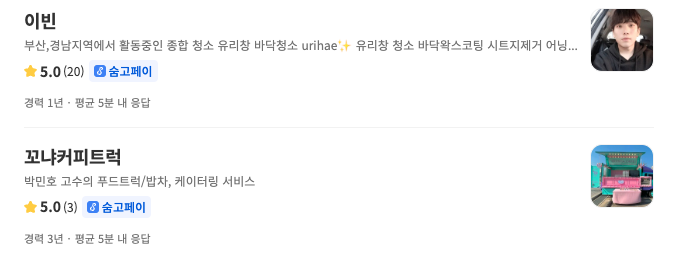 이빈
부산,경남지역에서 활동중인 종합 청소 유리창 바닥청소 urihae✨ 유리창 청소 바닥왁스코팅 시트지제거 어닝...
5.0 (20) 숨고페이
경력 1년 · 평균 5분 내 응답
꼬냐커피트럭
박민호 고수의 푸드트럭/밥차, 케이터링 서비스
5.0 (3) 숨고페이
경력 3년 · 평균 5분 내 응답